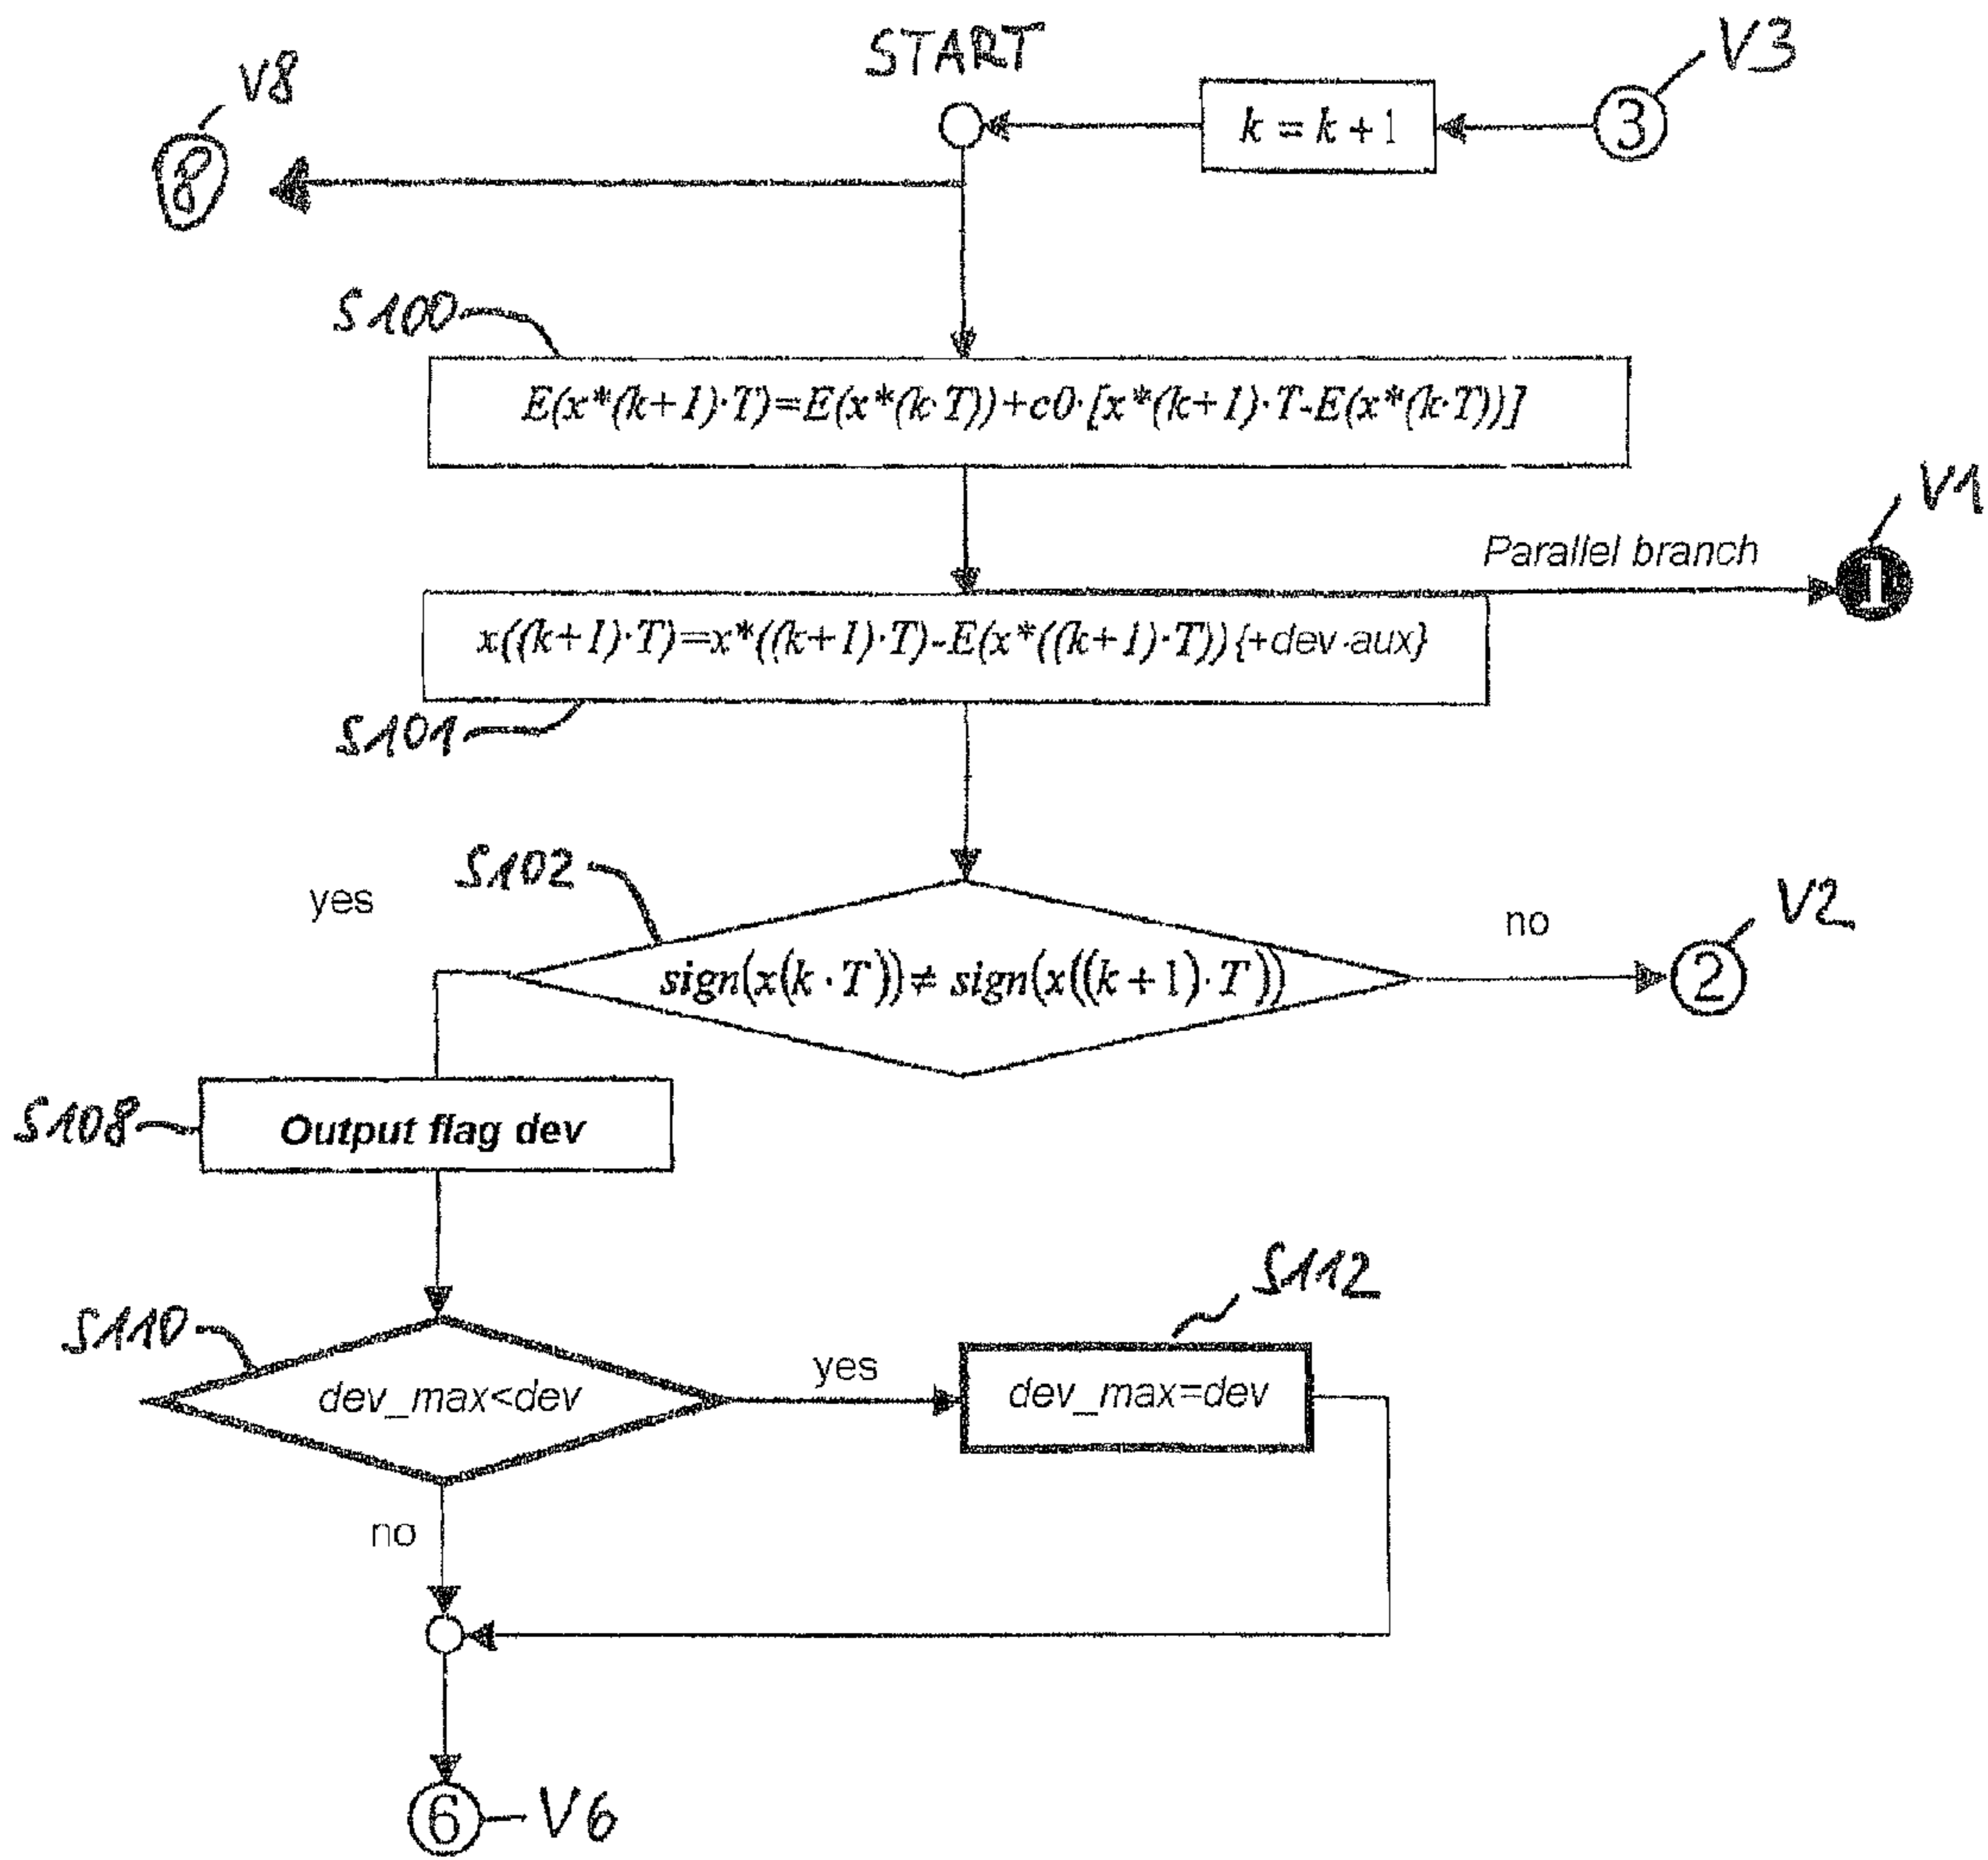 START
V3
V8
k = k + 1
3
8
S100
E(x*(k+1)·T)=E(x*(k·T))+c0·[x*(k+1)·T-E(x*(k·T))]
V1
Parallel branch
1
x((k+1)·T)=x*((k+1)·T)-E(x*((k+1)·T)){+dev·aux}
S101
S102
yes
no
V2
sign(x(k·T))≠sign(x((k+1)·T))
2
S108
Output flag dev
S112
S110
yes
dev_max<dev
dev_max=dev
no
6
V6